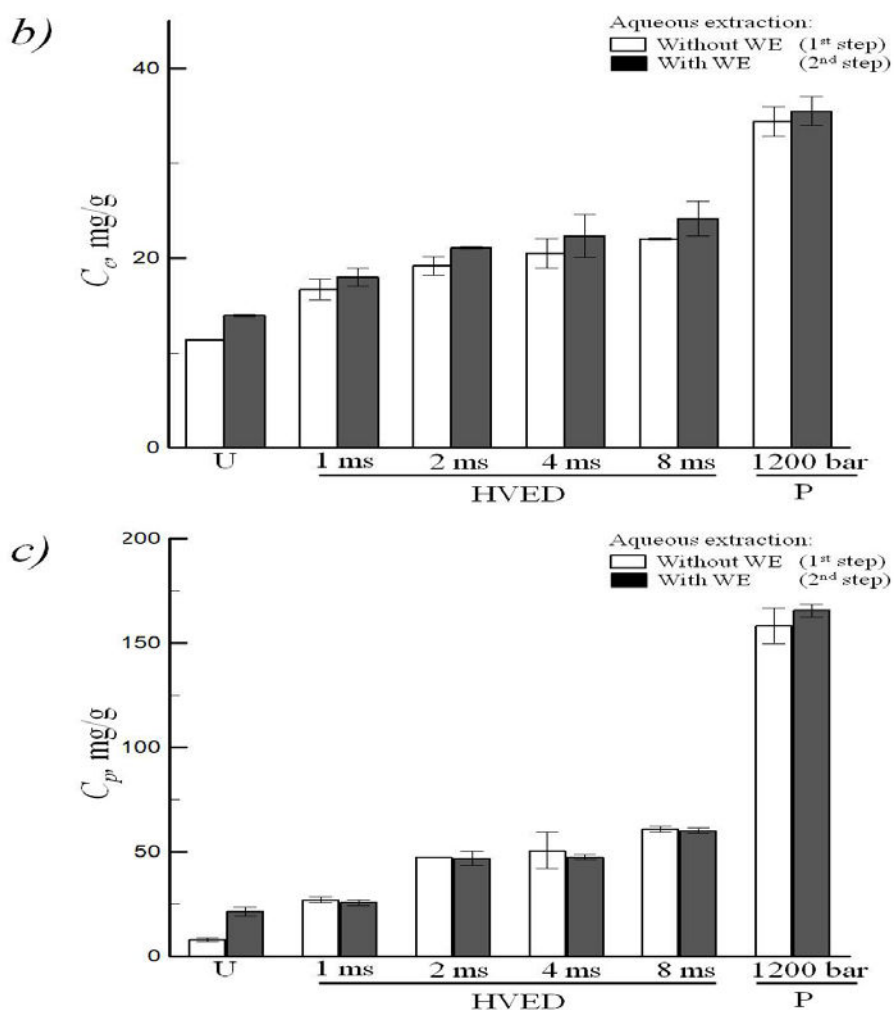 b)
Aqueous extraction:
Without WE (1st step)
With WE (2nd step)
40
20
0
Cc, mg/g
U 1 ms 2 ms 4 ms 8 ms 1200 bar
HVED P
c)
Aqueous extraction:
Without WE (1st step)
With WE (2nd step)
200
150
100
50
0
Cp, mg/g
U 1 ms 2 ms 4 ms 8 ms 1200 bar
HVED P